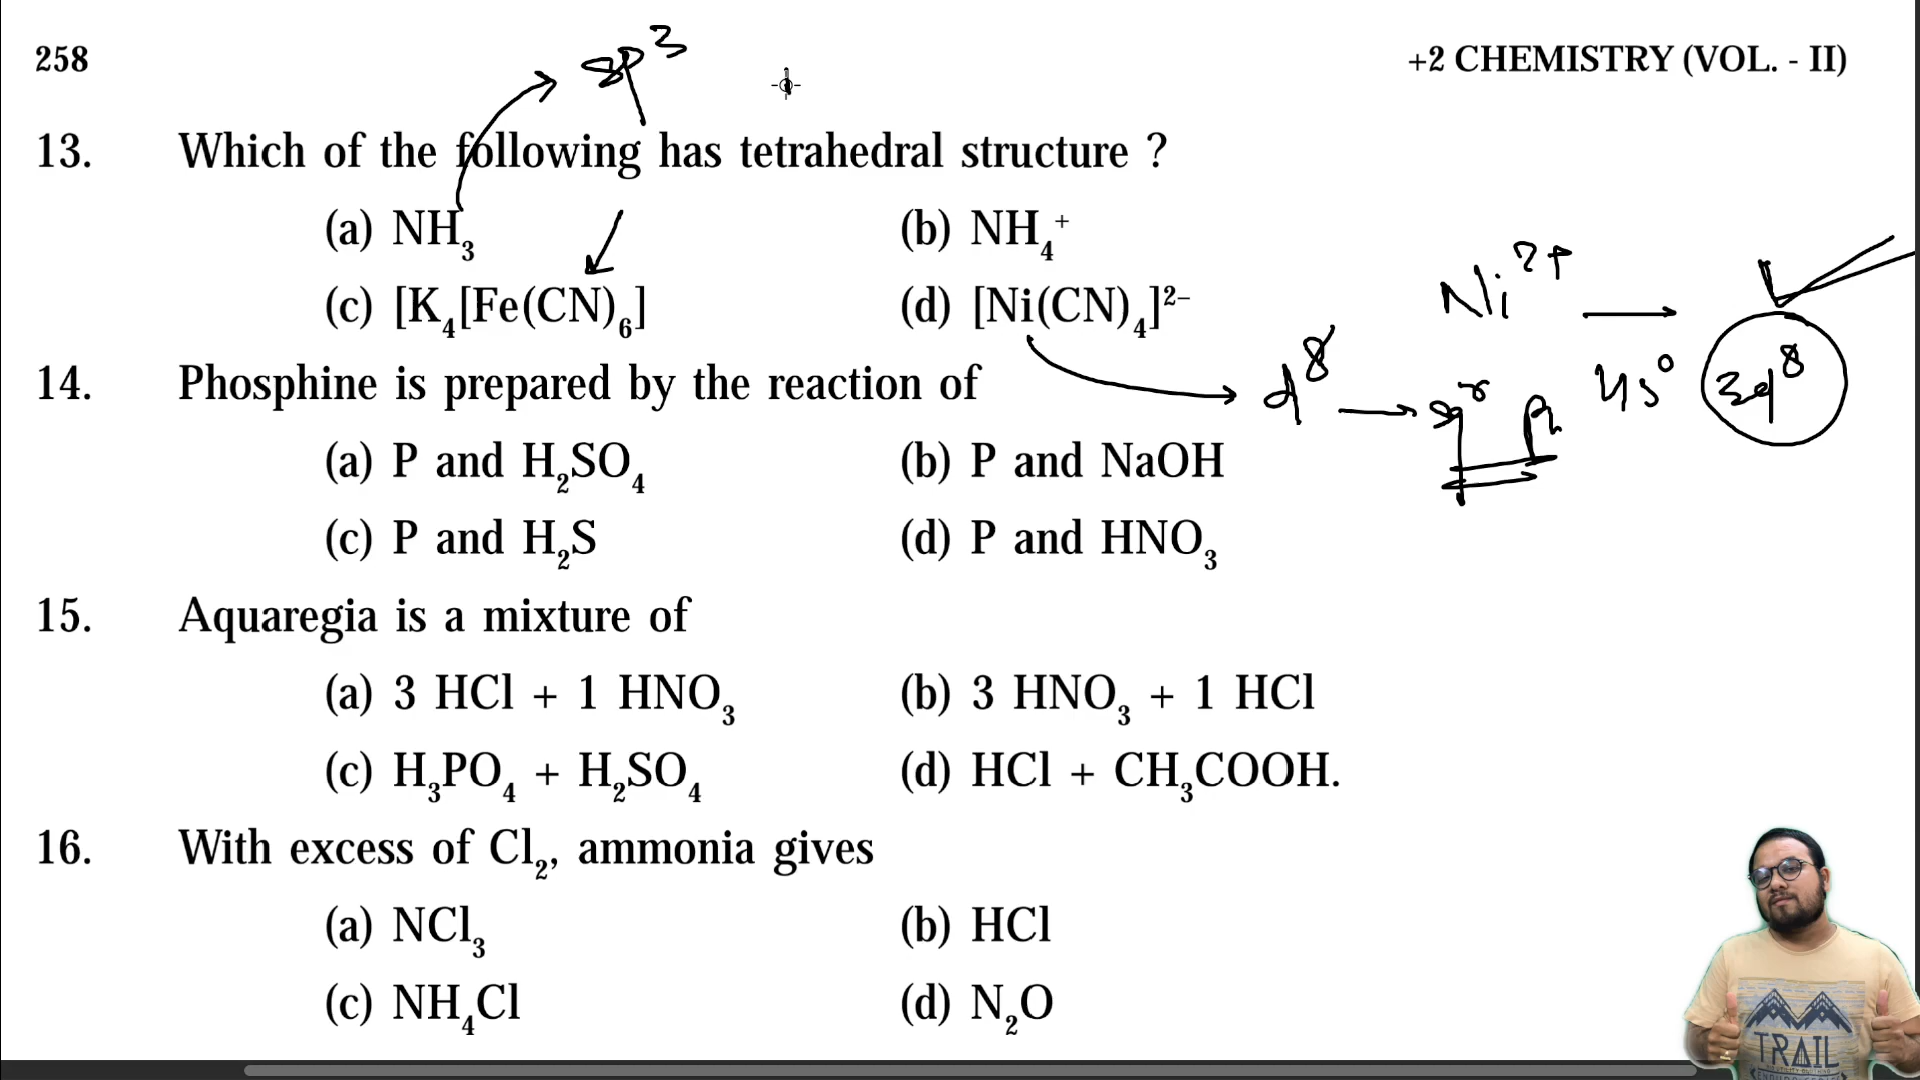 258 +2 CHEMISTRY (VOL. - II)
sp³
13. Which of the following has tetrahedral structure ?
(a) NH₃ (b) NH₄⁺
Ni²⁺ →
(c) [K₄[Fe(CN)₆] (d) [Ni(CN)₄]²⁻
d⁸ → sq pl 4s⁰ 3d⁸
14. Phosphine is prepared by the reaction of
(a) P and H₂SO₄ (b) P and NaOH
(c) P and H₂S (d) P and HNO₃
15. Aquaregia is a mixture of
(a) 3 HCl + 1 HNO₃ (b) 3 HNO₃ + 1 HCl
(c) H₃PO₄ + H₂SO₄ (d) HCl + CH₃COOH.
16. With excess of Cl₂, ammonia gives
(a) NCl₃ (b) HCl
(c) NH₄Cl (d) N₂O
TRAIL